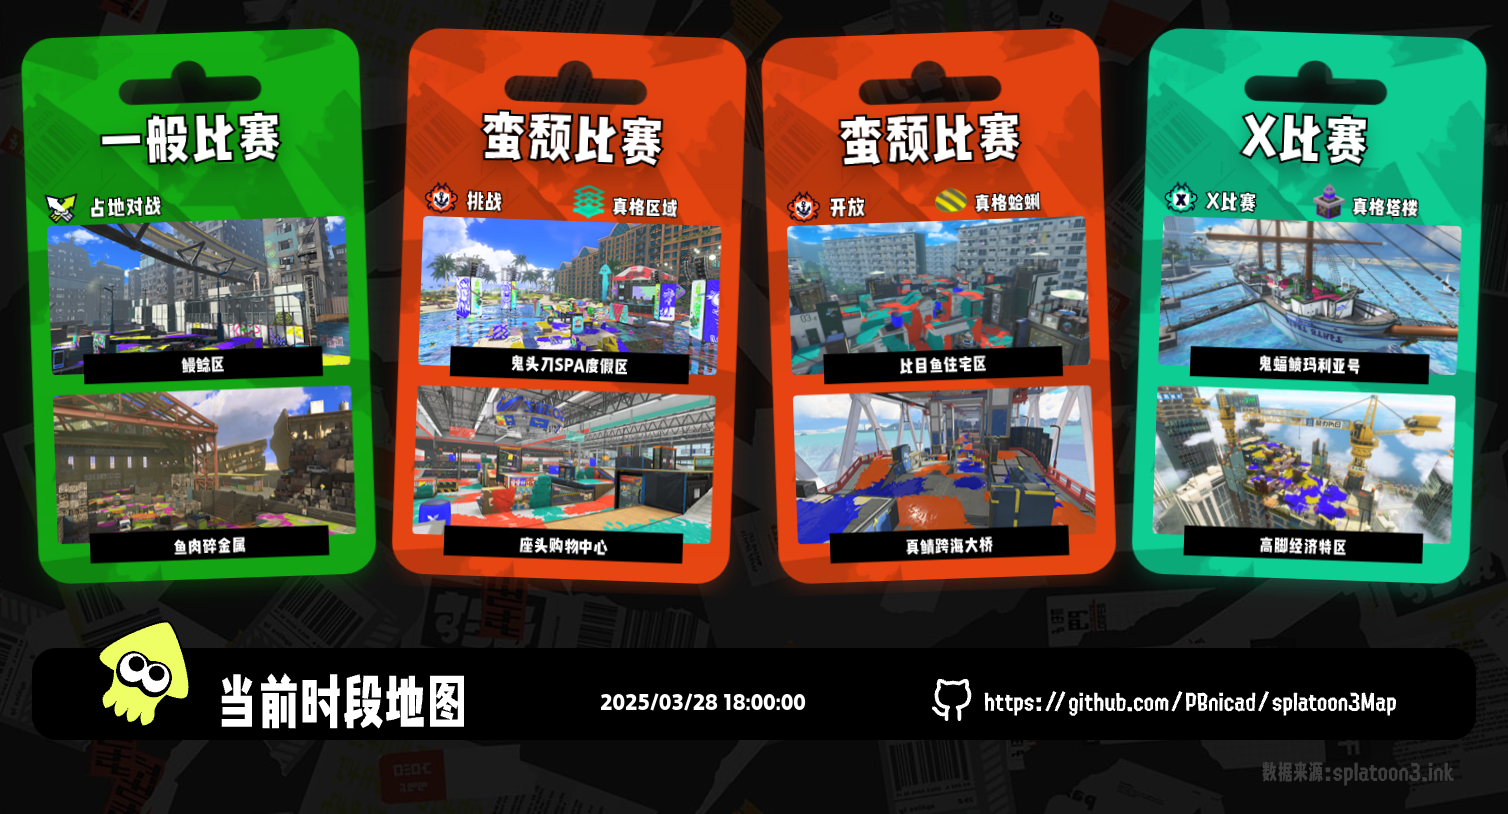 一般比赛
占地对战
鳗鲶区
鱼肉碎金属
蛮颓比赛
挑战
真格区域
鬼头刀SPA度假区
座头购物中心
蛮颓比赛
开放
真格蛤蜊
比目鱼住宅区
真鲷跨海大桥
X比赛
X比赛
真格塔楼
鬼蝠鲼玛利亚号
高脚经济特区
当前时段地图
2025/03/28 18:00:00
https://github.com/PBnicad/splatoon3Map
数据来源:splatoon3.ink